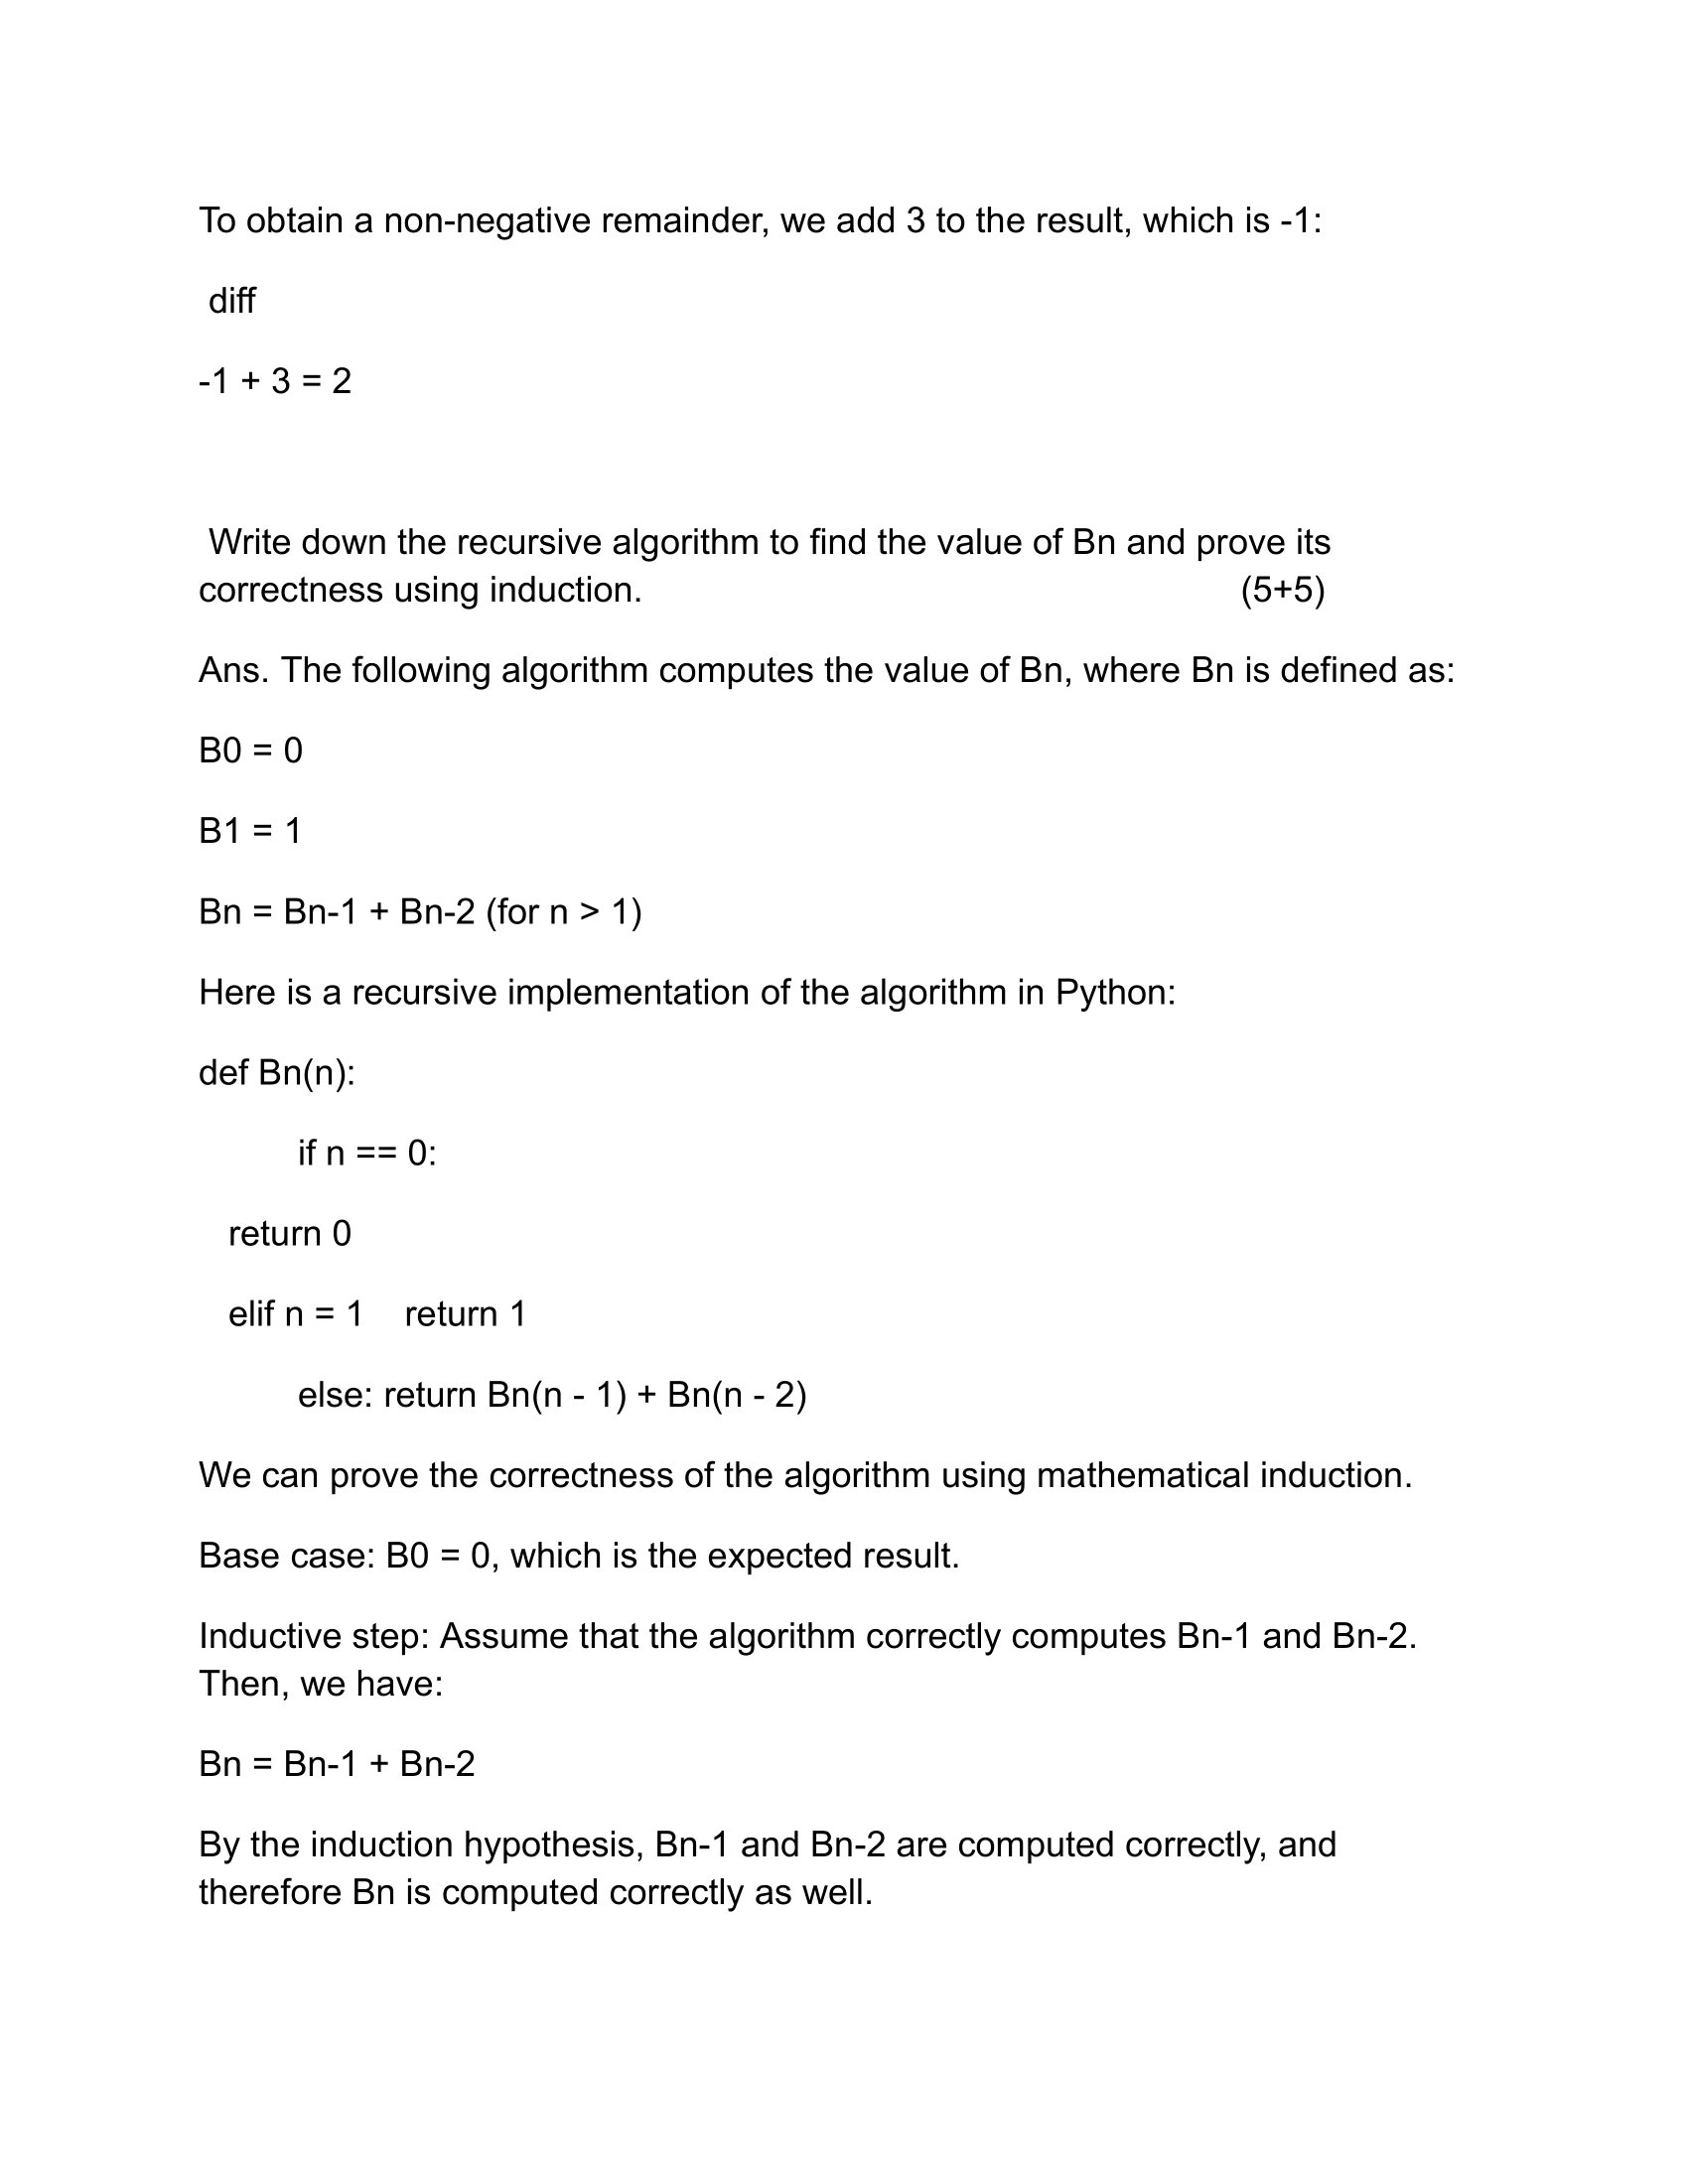 To obtain a non-negative remainder, we add 3 to the result, which is -1:
diff
-1 + 3 = 2
Write down the recursive algorithm to find the value of Bn and prove its
correctness using induction. (5+5)
Ans. The following algorithm computes the value of Bn, where Bn is defined as:
B0 = 0
B1 = 1
Bn = Bn-1 + Bn-2 (for n > 1)
Here is a recursive implementation of the algorithm in Python:
def Bn(n):
if n == 0:
return 0
elif n = 1 return 1
else: return Bn(n - 1) + Bn(n - 2)
We can prove the correctness of the algorithm using mathematical induction.
Base case: B0 = 0, which is the expected result.
Inductive step: Assume that the algorithm correctly computes Bn-1 and Bn-2.
Then, we have:
Bn = Bn-1 + Bn-2
By the induction hypothesis, Bn-1 and Bn-2 are computed correctly, and
therefore Bn is computed correctly as well.